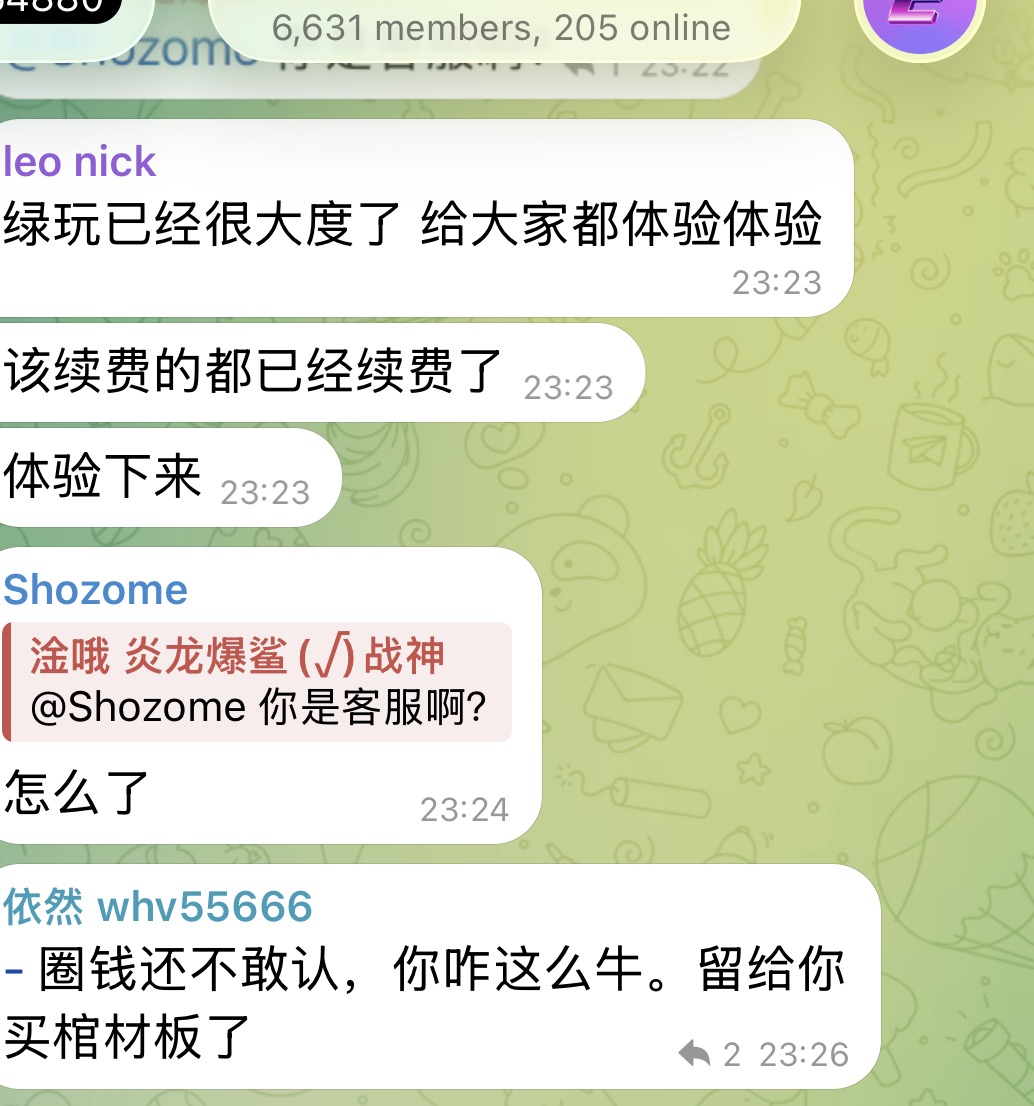 6,631 members, 205 online
leo nick
绿玩已经很大度了 给大家都体验体验
23:23
该续费的都已经续费了 23:23
体验下来 23:23
Shozome
淦哦 炎龙爆鲨(√)战神
@Shozome 你是客服啊?
怎么了 23:24
依然 whv55666
- 圈钱还不敢认，你咋这么牛。留给你
买棺材板了 2 23:26